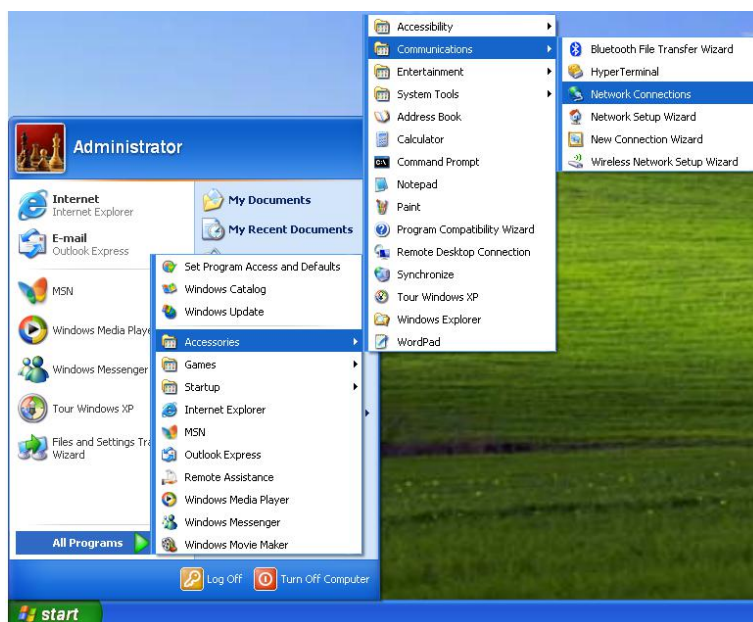 Accessibility
Communications
Entertainment
System Tools
Address Book
Calculator
Command Prompt
Notepad
Paint
Program Compatibility Wizard
Remote Desktop Connection
Synchronize
Tour Windows XP
Windows Explorer
WordPad
Bluetooth File Transfer Wizard
HyperTerminal
Network Connections
Network Setup Wizard
New Connection Wizard
Wireless Network Setup Wizard
Administrator
Internet
Internet Explorer
E-mail
Outlook Express
MSN
Windows Media Playe
Windows Messenger
Tour Windows XP
Files and Settings Tra
Wizard
All Programs
My Documents
My Recent Documents
Set Program Access and Defaults
Windows Catalog
Windows Update
Accessories
Games
Startup
Internet Explorer
MSN
Outlook Express
Remote Assistance
Windows Media Player
Windows Messenger
Windows Movie Maker
Log Off
Turn Off Computer
start